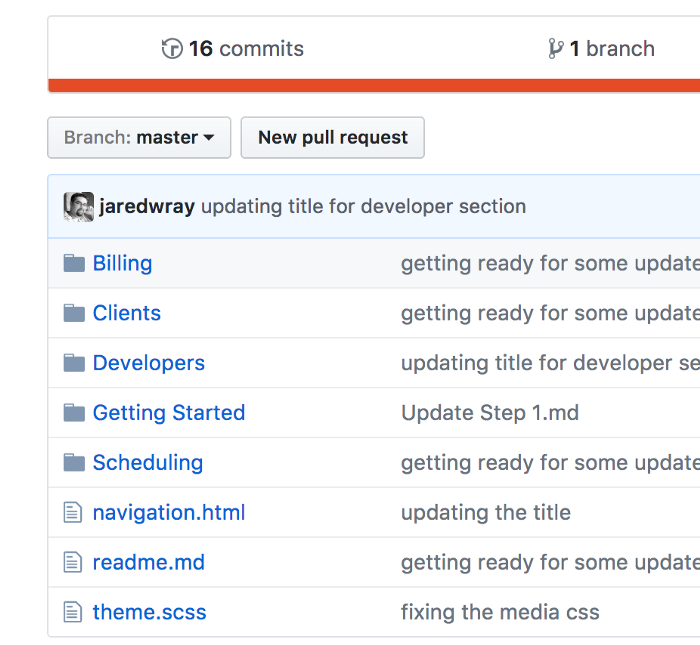 16 commits 1 branch
Branch: master New pull request
jaredwray updating title for developer section
Billing getting ready for some update
Clients getting ready for some update
Developers updating title for developer se
Getting Started Update Step 1.md
Scheduling getting ready for some update
navigation.html updating the title
readme.md getting ready for some update
theme.scss fixing the media css